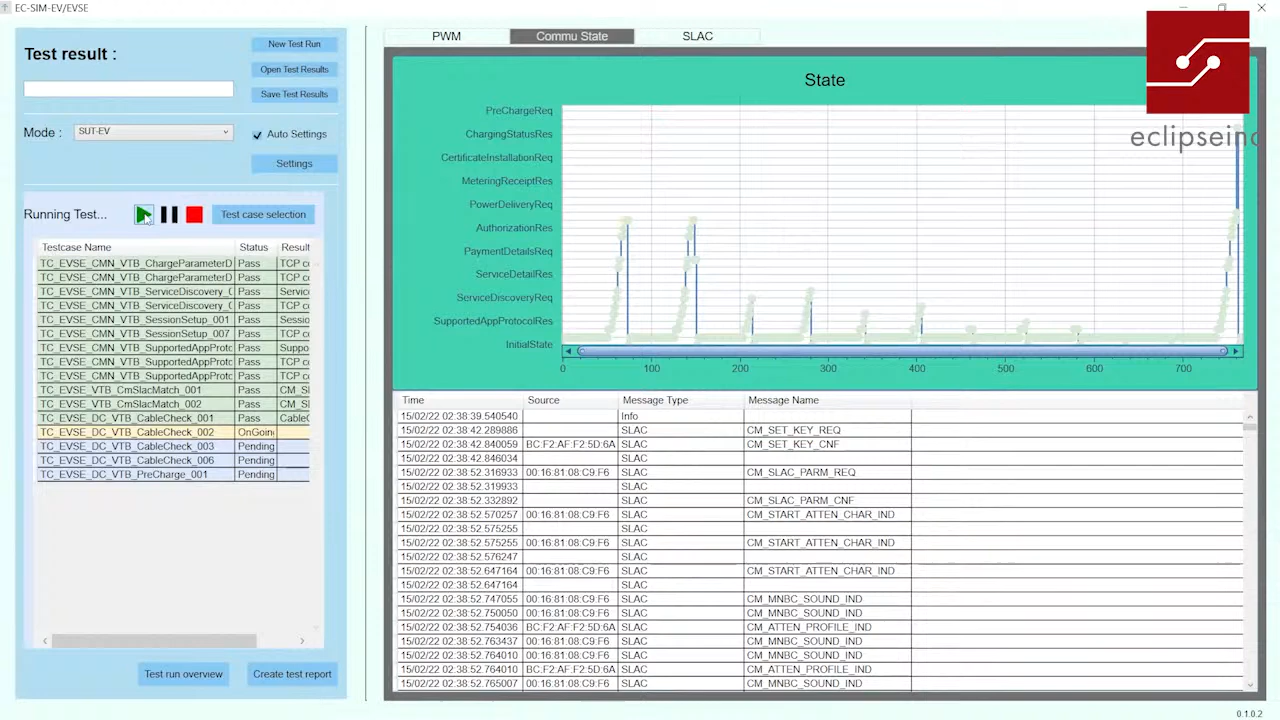 EC-SIM-EV/EVSE
Test result :
New Test Run
Open Test Results
Save Test Results
Mode :
SUT-EV
Auto Settings
Settings
Running Test...
Test case selection
Testcase Name Status Result
TC_EVSE_CMN_VTB_ChargeParameterD Pass TCP c
TC_EVSE_CMN_VTB_ChargeParameterD Pass TCP c
TC_EVSE_CMN_VTB_ServiceDiscovery_ Pass Servic
TC_EVSE_CMN_VTB_ServiceDiscovery_ Pass TCP c
TC_EVSE_CMN_VTB_SessionSetup_001 Pass Sessi
TC_EVSE_CMN_VTB_SessionSetup_007 Pass TCP c
TC_EVSE_CMN_VTB_SupportedAppProtc Pass Suppo
TC_EVSE_CMN_VTB_SupportedAppProtc Pass TCP c
TC_EVSE_CMN_VTB_SupportedAppProtc Pass TCP c
TC_EVSE_VTB_CmSlacMatch_001 Pass CM_S
TC_EVSE_VTB_CmSlacMatch_002 Pass CM_S
TC_EVSE_DC_VTB_CableCheck_001 Pass Cable
TC_EVSE_DC_VTB_CableCheck_002 OnGoin
TC_EVSE_DC_VTB_CableCheck_003 Pending
TC_EVSE_DC_VTB_CableCheck_006 Pending
TC_EVSE_DC_VTB_PreCharge_001 Pending
Test run overview
Create test report
PWM
Commu State
SLAC
eclipseina
State
PreChargeReq
ChargingStatusRes
CertificateInstallationReq
MeteringReceiptRes
PowerDeliveryReq
AuthorizationRes
PaymentDetailsReq
ServiceDetailRes
ServiceDiscoveryReq
SupportedAppProtocolRes
InitialState
0 100 200 300 400 500 600 700
Time Source Message Type Message Name
15/02/22 02:38:39.540540 Info
15/02/22 02:38:42.289886 SLAC CM_SET_KEY_REQ
15/02/22 02:38:42.840059 BC:F2:AF:F2:5D:6A SLAC CM_SET_KEY_CNF
15/02/22 02:38:42.846034 SLAC
15/02/22 02:38:52.316933 00:16:81:08:C9:F6 SLAC CM_SLAC_PARM_REQ
15/02/22 02:38:52.319933 SLAC
15/02/22 02:38:52.332892 SLAC CM_SLAC_PARM_CNF
15/02/22 02:38:52.570257 00:16:81:08:C9:F6 SLAC CM_START_ATTEN_CHAR_IND
15/02/22 02:38:52.575255 SLAC
15/02/22 02:38:52.575255 00:16:81:08:C9:F6 SLAC CM_START_ATTEN_CHAR_IND
15/02/22 02:38:52.576247 SLAC
15/02/22 02:38:52.647164 00:16:81:08:C9:F6 SLAC CM_START_ATTEN_CHAR_IND
15/02/22 02:38:52.647164 SLAC
15/02/22 02:38:52.747055 00:16:81:08:C9:F6 SLAC CM_MNBC_SOUND_IND
15/02/22 02:38:52.750050 00:16:81:08:C9:F6 SLAC CM_MNBC_SOUND_IND
15/02/22 02:38:52.754036 BC:F2:AF:F2:5D:6A SLAC CM_ATTEN_PROFILE_IND
15/02/22 02:38:52.763437 00:16:81:08:C9:F6 SLAC CM_MNBC_SOUND_IND
15/02/22 02:38:52.764010 00:16:81:08:C9:F6 SLAC CM_MNBC_SOUND_IND
15/02/22 02:38:52.764010 BC:F2:AF:F2:5D:6A SLAC CM_ATTEN_PROFILE_IND
15/02/22 02:38:52.765007 00:16:81:08:C9:F6 SLAC CM_MNBC_SOUND_IND
0.1.0.2